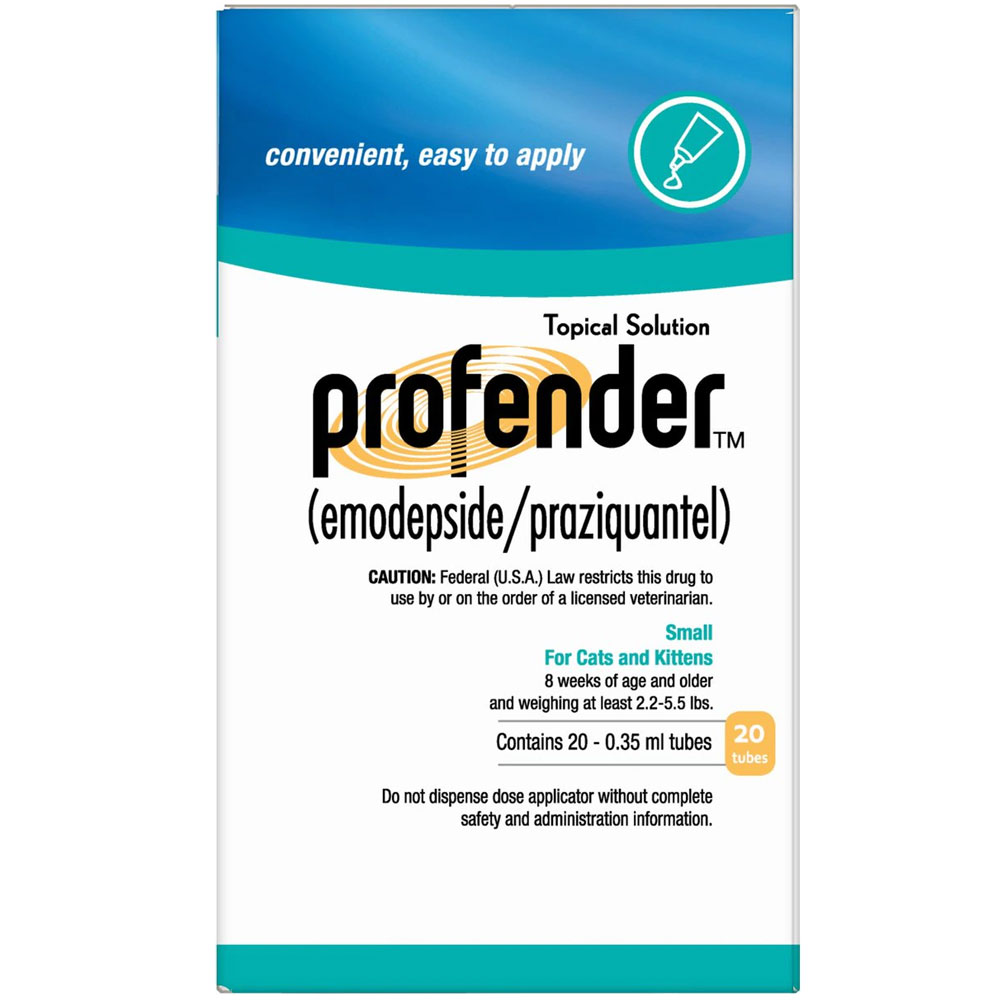 convenient, easy to apply
Topical Solution
profender™
(emodepside/praziquantel)
CAUTION: Federal (U.S.A.) Law restricts this drug to
use by or on the order of a licensed veterinarian.
Small
For Cats and Kittens
8 weeks of age and older
and weighing at least 2.2-5.5 lbs.
Contains 20 - 0.35 ml tubes
20
tubes
Do not dispense dose applicator without complete
safety and administration information.